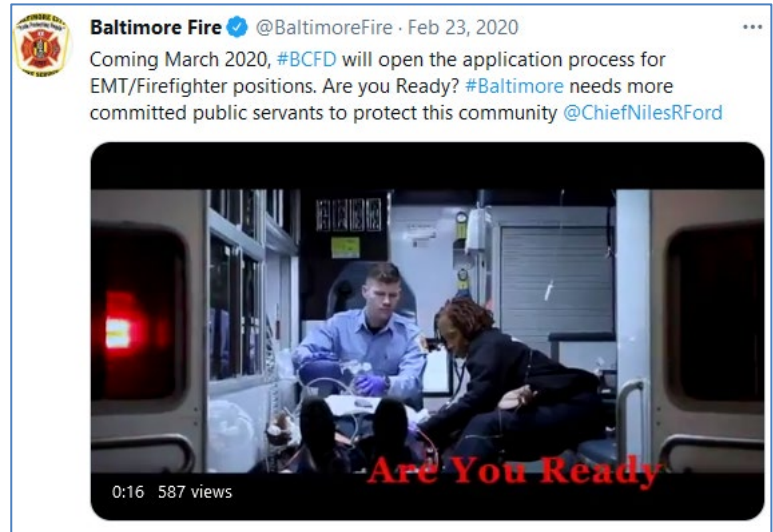 Baltimore Fire @BaltimoreFire · Feb 23, 2020
Coming March 2020, #BCFD will open the application process for
EMT/Firefighter positions. Are you Ready? #Baltimore needs more
committed public servants to protect this community @ChiefNilesRFord
Are You Ready
0:16 587 views